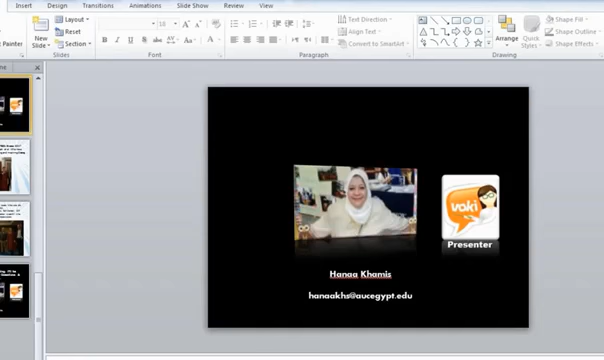 Insert Design Transitions Animations Slide Show Review View
Layout
Reset
Section
New
Slide
Painter
Slides
18
Font
Text Direction
Align Text
Convert to SmartArt
Paragraph
Arrange
Quick
Styles
Shape Fill
Shape Outline
Shape Effects
Drawing
voki
Presenter
Hanaa Khamis
hanaakhs@aucegypt.edu